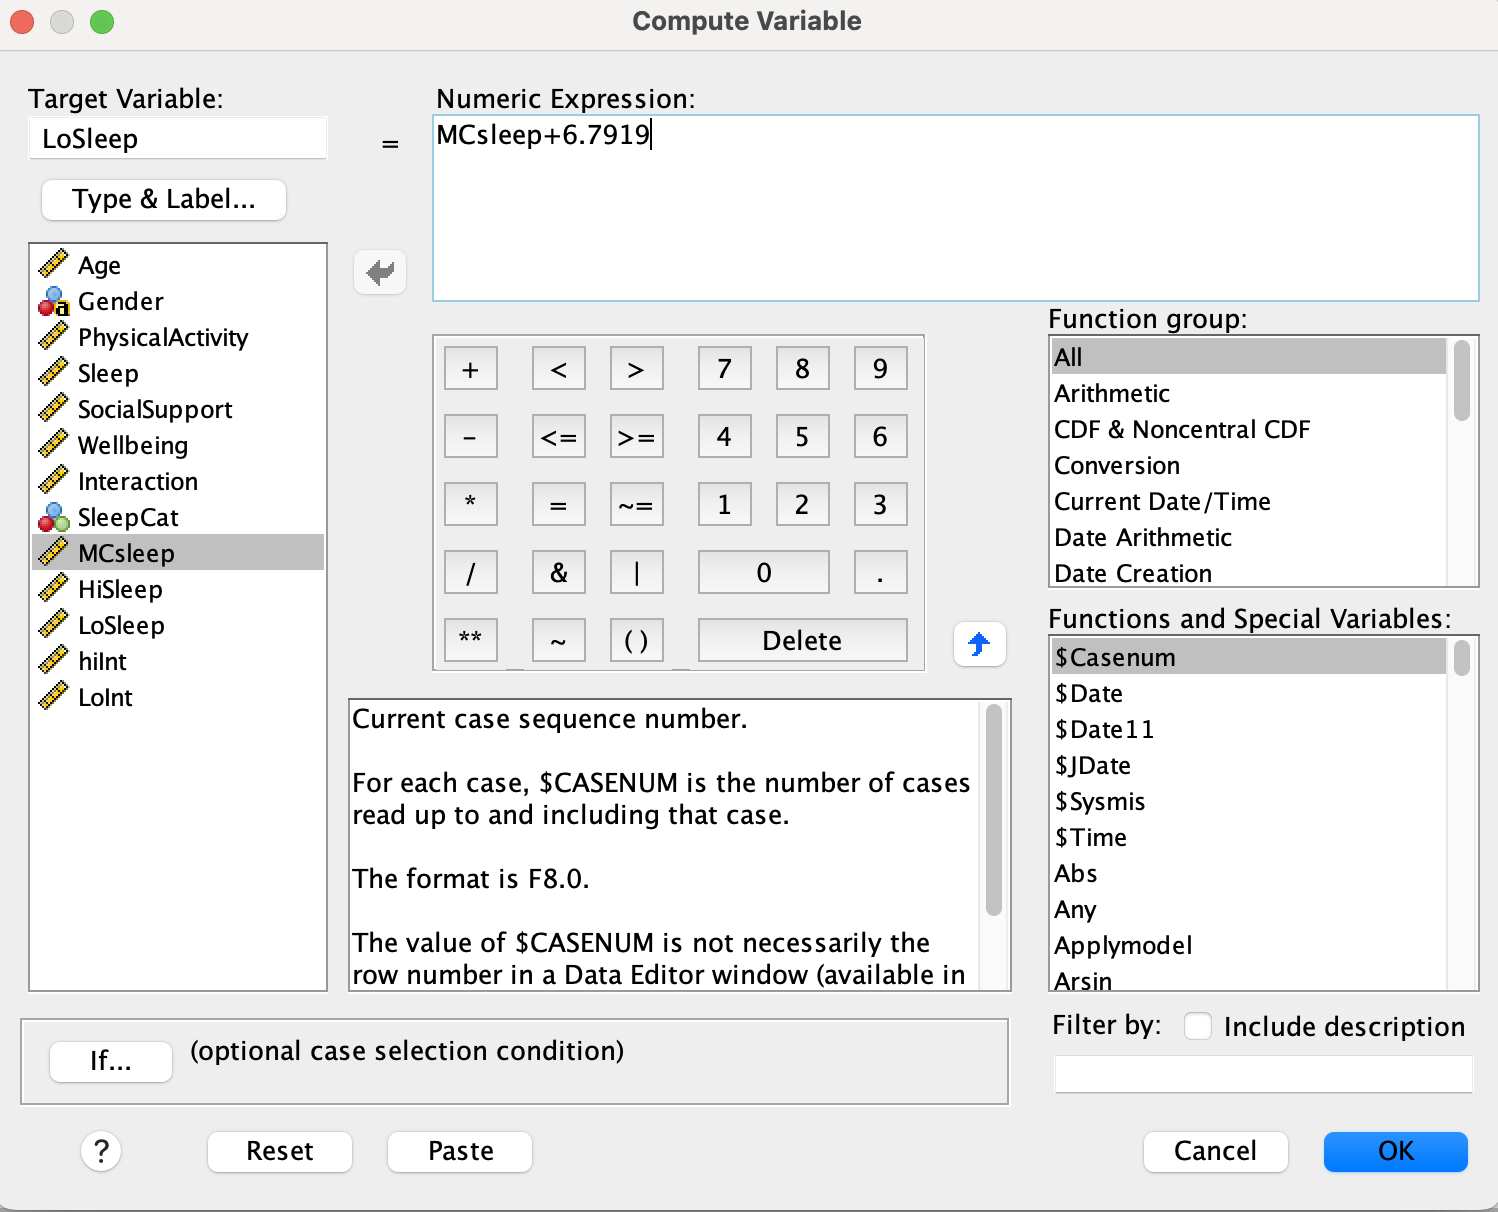 Compute Variable
Target Variable:
LoSleep
=
Numeric Expression:
MCsleep+6.7919
Type & Label...
Age
Gender
PhysicalActivity
Sleep
SocialSupport
Wellbeing
Interaction
SleepCat
MCsleep
HiSleep
LoSleep
hiInt
LoInt
+ < > 7 8 9
- <= >= 4 5 6
* = ~= 1 2 3
/ & | 0 .
** ~ () Delete
Function group:
All
Arithmetic
CDF & Noncentral CDF
Conversion
Current Date/Time
Date Arithmetic
Date Creation
Functions and Special Variables:
$Casenum
$Date
$Date11
$JDate
$Sysmis
$Time
Abs
Any
Applymodel
Arsin
Current case sequence number.
For each case, $CASENUM is the number of cases
read up to and including that case.
The format is F8.0.
The value of $CASENUM is not necessarily the
row number in a Data Editor window (available in
If...
(optional case selection condition)
Filter by:
Include description
?
Reset
Paste
Cancel
OK